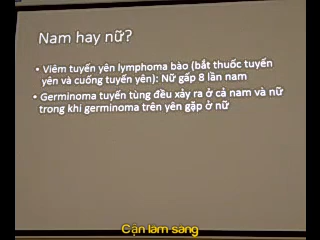 Nam hay nữ?
• Viêm tuyến yên lymphoma bào (bắt thuốc tuyến
yên và cuống tuyến yên): Nữ gấp 8 lần nam
• Germinoma tuyến tùng đều xảy ra ở cả nam và nữ
trong khi germinoma trên yên gặp ở nữ
Cận lâm sàng